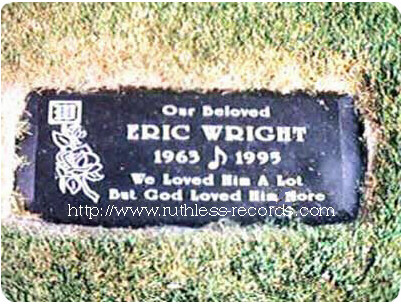 Our Beloved
ERIC WRIGHT
1963 1995
We Loved Him A Lot
But God Loved Him More
http://www.ruthless-records.com